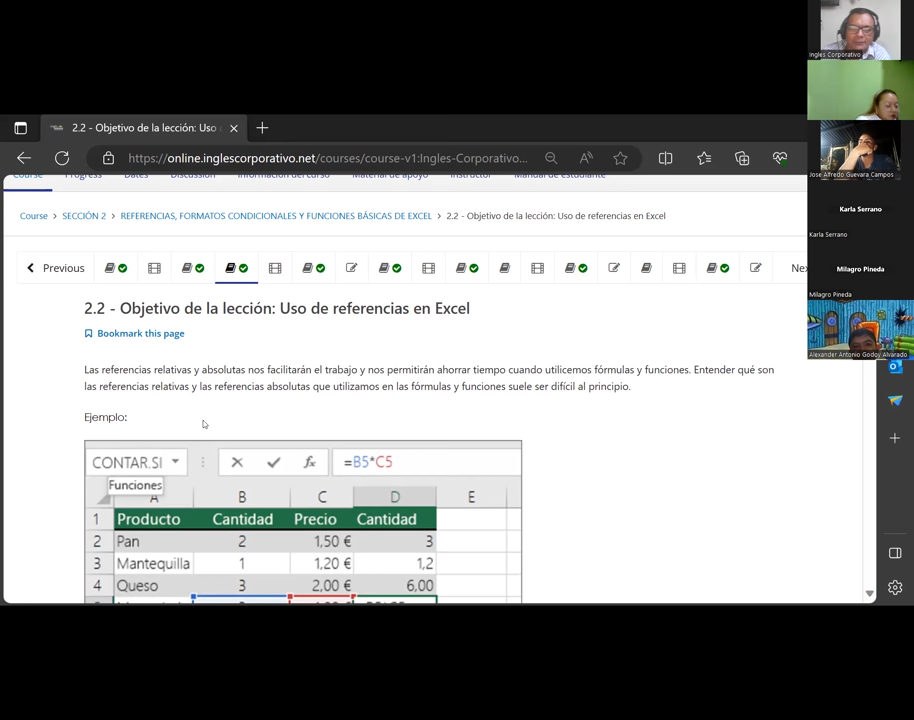 2.2 - Objetivo de la lección: Uso
https://online.inglescorporativo.net/courses/course-v1:Ingles-Corporativo...
Course Progress Dates Discussion Información del curso Material de apoyo Instructor Manual de estudiante
Course > SECCIÓN 2 > REFERENCIAS, FORMATOS CONDICIONALES Y FUNCIONES BÁSICAS DE EXCEL > 2.2 - Objetivo de la lección: Uso de referencias en Excel
Previous
Nex
2.2 - Objetivo de la lección: Uso de referencias en Excel
Bookmark this page
Las referencias relativas y absolutas nos facilitarán el trabajo y nos permitirán ahorrar tiempo cuando utilicemos fórmulas y funciones. Entender qué son
las referencias relativas y las referencias absolutas que utilizamos en las fórmulas y funciones suele ser difícil al principio.
Ejemplo:
CONTAR.SI fx =B5*C5
Funciones
A B C D E
1 Producto Cantidad Precio Cantidad
2 Pan 2 1,50 € 3
3 Mantequilla 1 1,20 € 1,2
4 Queso 3 2,00 € 6,00
Ingles Corporativo
Jose Alfredo Guevara Campos
Karla Serrano
Karla Serrano
Milagro Pineda
Milagro Pineda
Alexander Antonio Godoy Alvarado